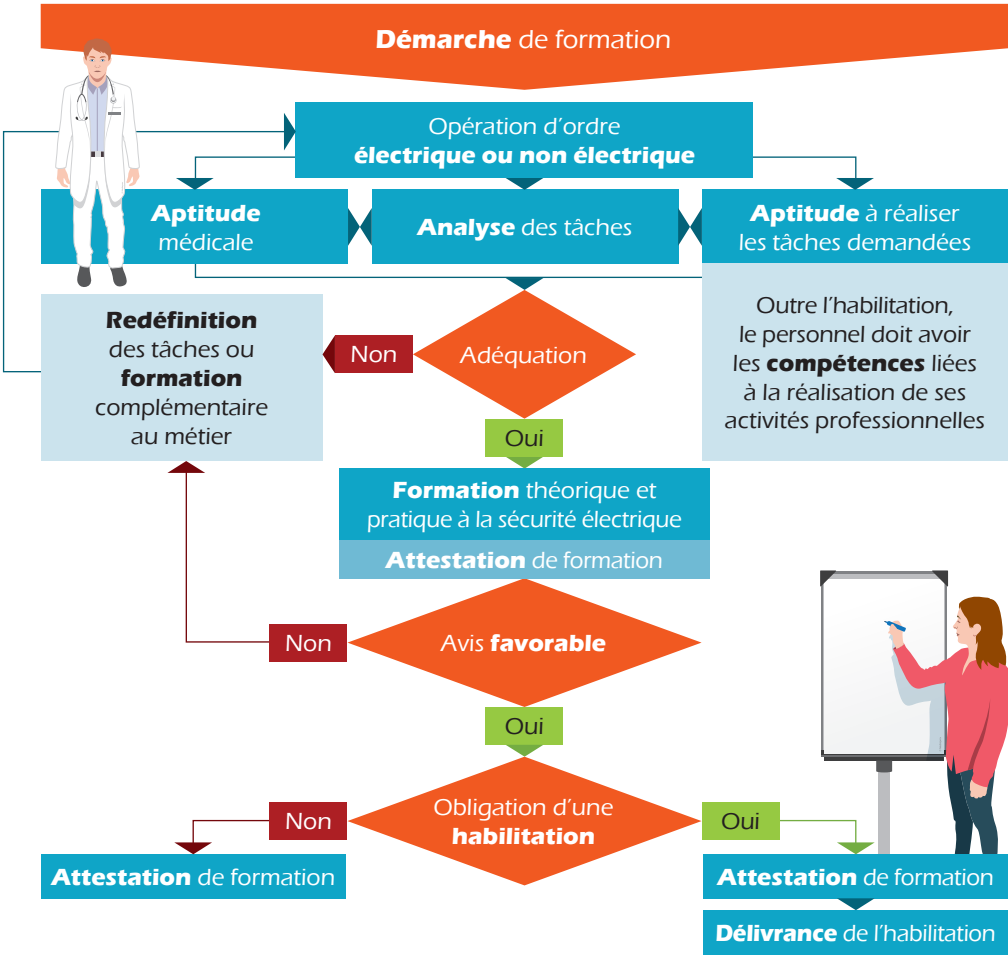 Démarche de formation
Opération d’ordre
électrique ou non électrique
Aptitude
médicale
Analyse des tâches
Aptitude à réaliser
les tâches demandées
Outre l’habilitation,
le personnel doit avoir
les compétences liées
à la réalisation de ses
activités professionnelles
Redéfinition
des tâches ou
formation
complémentaire
au métier
Non
Adéquation
Oui
Formation théorique et
pratique à la sécurité électrique
Attestation de formation
Non
Avis favorable
Oui
Non
Obligation d’une
habilitation
Oui
Attestation de formation
Attestation de formation
Délivrance de l’habilitation